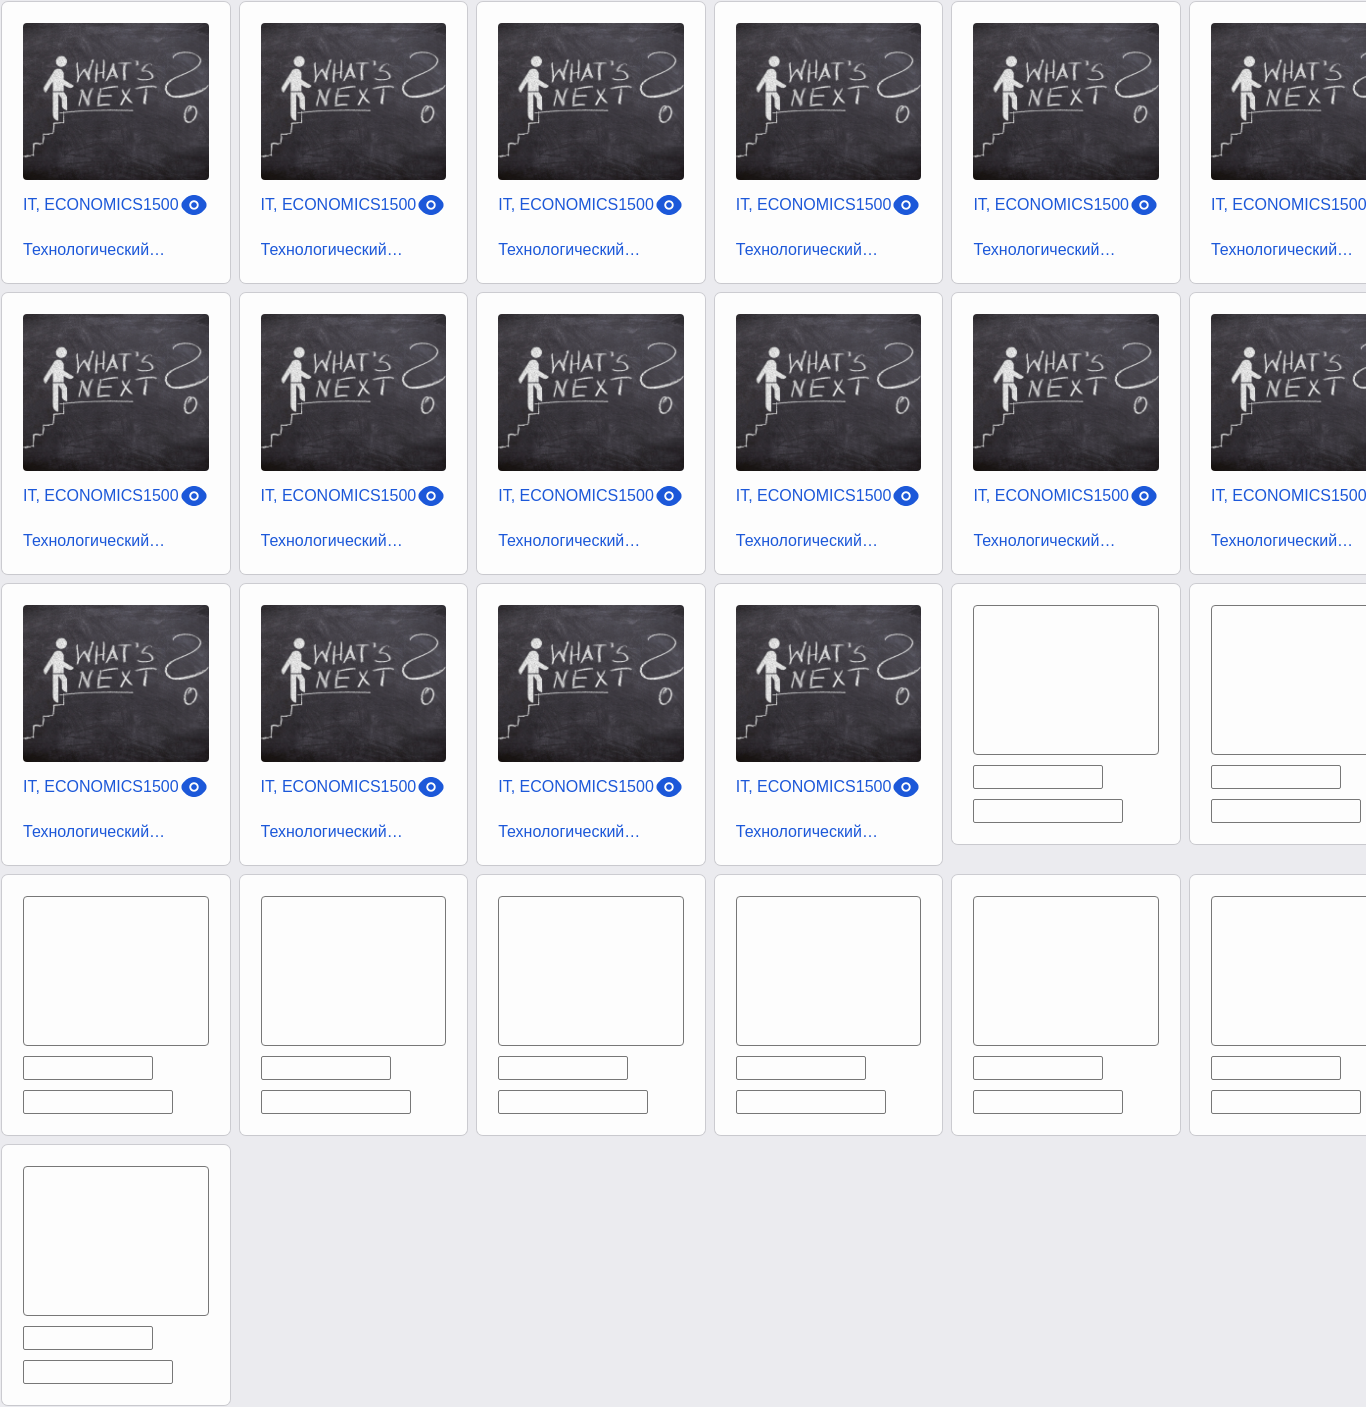 WHAT'S WHAT'S WHAT'S WHAT'S WHAT'S WHAT'S
NEXT NEXT NEXT NEXT NEXT NEXT
IT, ECONOMICS1500 IT, ECONOMICS1500 IT, ECONOMICS1500 IT, ECONOMICS1500 IT, ECONOMICS1500 IT, ECONOMICS1500
Технологический… Технологический… Технологический… Технологический… Технологический… Технологический…
WHAT'S WHAT'S WHAT'S WHAT'S WHAT'S WHAT'S
NEXT NEXT NEXT NEXT NEXT NEXT
IT, ECONOMICS1500 IT, ECONOMICS1500 IT, ECONOMICS1500 IT, ECONOMICS1500 IT, ECONOMICS1500 IT, ECONOMICS1500
Технологический… Технологический… Технологический… Технологический… Технологический… Технологический…
WHAT'S WHAT'S WHAT'S WHAT'S
NEXT NEXT NEXT NEXT
IT, ECONOMICS1500 IT, ECONOMICS1500 IT, ECONOMICS1500 IT, ECONOMICS1500
Технологический… Технологический… Технологический… Технологический…